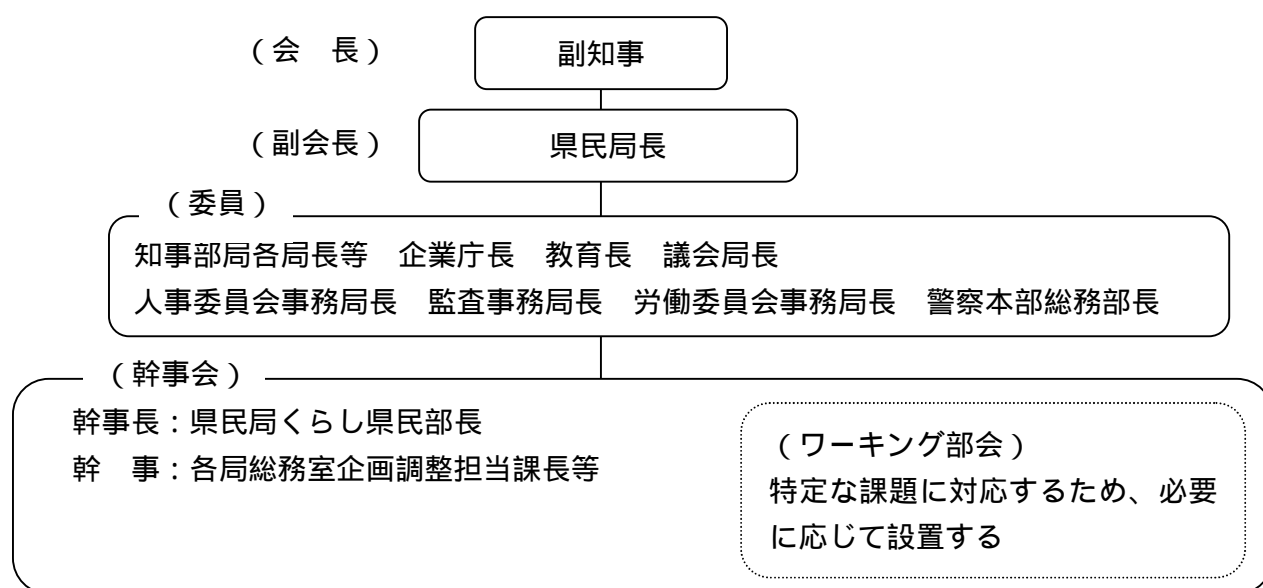 （会　長）　副知事
（副会長）　県民局長
（委員）
知事部局各局長等　企業庁長　教育長　議会局長
人事委員会事務局長　監査事務局長　労働委員会事務局長　警察本部総務部長
（幹事会）
幹事長：県民局くらし県民部長
幹　事：各局総務室企画調整担当課長等
（ワーキング部会）
特定な課題に対応するため、必要
に応じて設置する